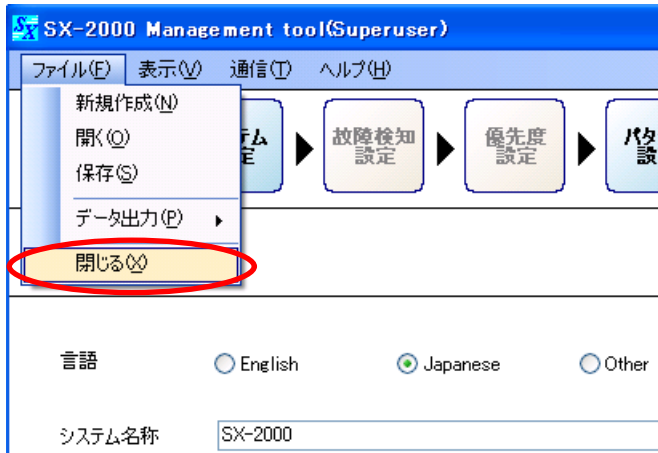 SX SX-2000 Management tool(Superuser)
ファイル(F) 表示(V) 通信(T) ヘルプ(H)
新規作成(N)
開く(O)
保存(S)
データ出力(P)
閉じる(X)
故障検知
設定
優先度
設定
言語 English Japanese Other
システム名称 SX-2000